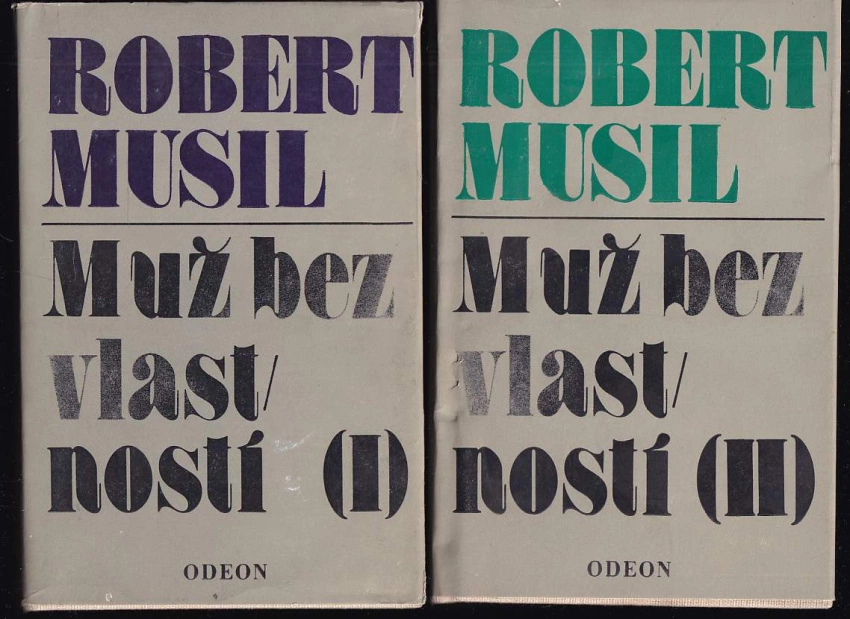 ROBERT
MUSIL
Muž bez
vlast/
ností (I)
ODEON
ROBERT
MUSIL
Muž bez
vlast/
ností (II)
ODEON